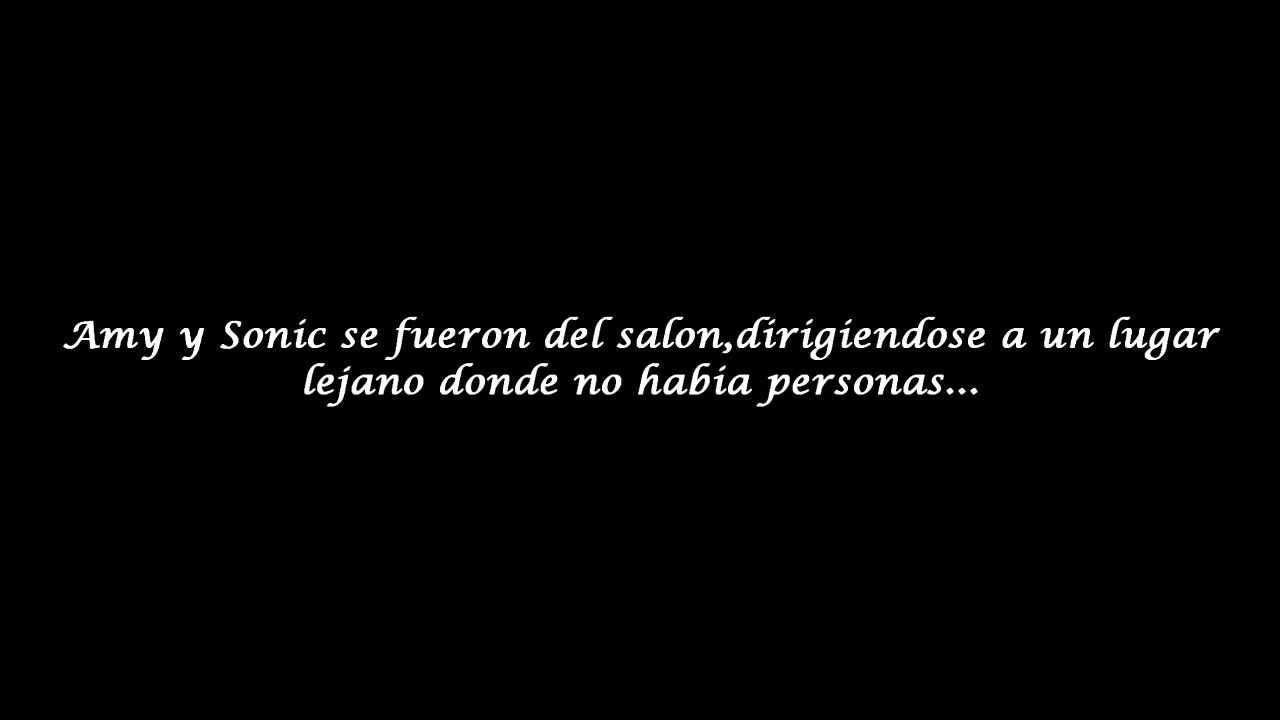 Amy y Sonic se fueron del salon,dirigiendose a un lugar
lejano donde no habia personas...